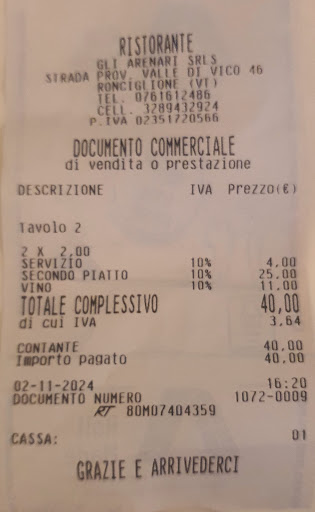 RISTORANTE
GLI ARENARI SRLS
STRADA PROV. VALLE DI VICO 46
RONCIGLIONE (VT)
TEL. 0761612486
CELL. 3289432924
P.IVA 02351720566
DOCUMENTO COMMERCIALE
di vendita o prestazione
DESCRIZIONE IVA Prezzo(€)
Tavolo 2
2 X 2,00
SERVIZIO 10% 4,00
SECONDO PIATTO 10% 25,00
VINO 10% 11,00
TOTALE COMPLESSIVO 40,00
di cui IVA 3,64
CONTANTE 40,00
Importo pagato 40,00
02-11-2024 16:20
DOCUMENTO NUMERO 1072-0009
RT 80M07404359
CASSA: 01
GRAZIE E ARRIVEDERCI